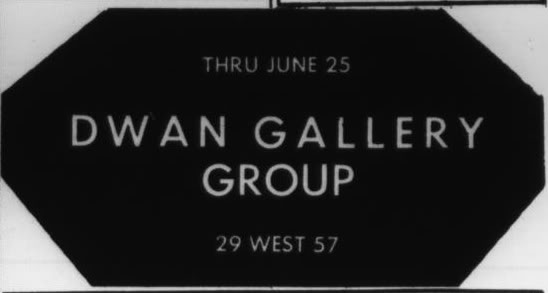 THRU JUNE 25
DWAN GALLERY
GROUP
29 WEST 57